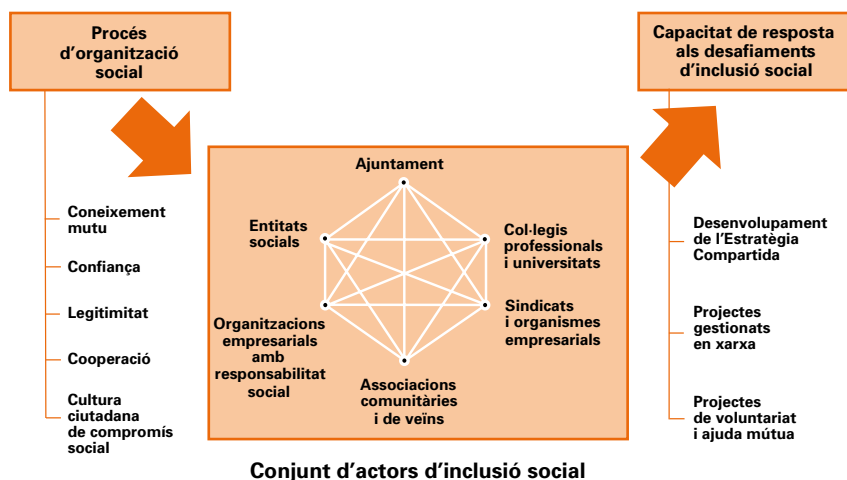 Procés
d'organització
social
Capacitat de resposta
als desafiaments
d'inclusió social
Coneixement
mutu
Confiança
Legitimitat
Cooperació
Cultura
ciutadana
de compromís
social
Ajuntament
Entitats
socials
Col·legis
professionals
i universitats
Organitzacions
empresarials
amb
responsabilitat
social
Sindicats
i organismes
empresarials
Associacions
comunitàries
i de veïns
Desenvolupament
de l'Estratègia
Compartida
Projectes
gestionats
en xarxa
Projectes
de voluntariat
i ajuda mútua
Conjunt d'actors d'inclusió social